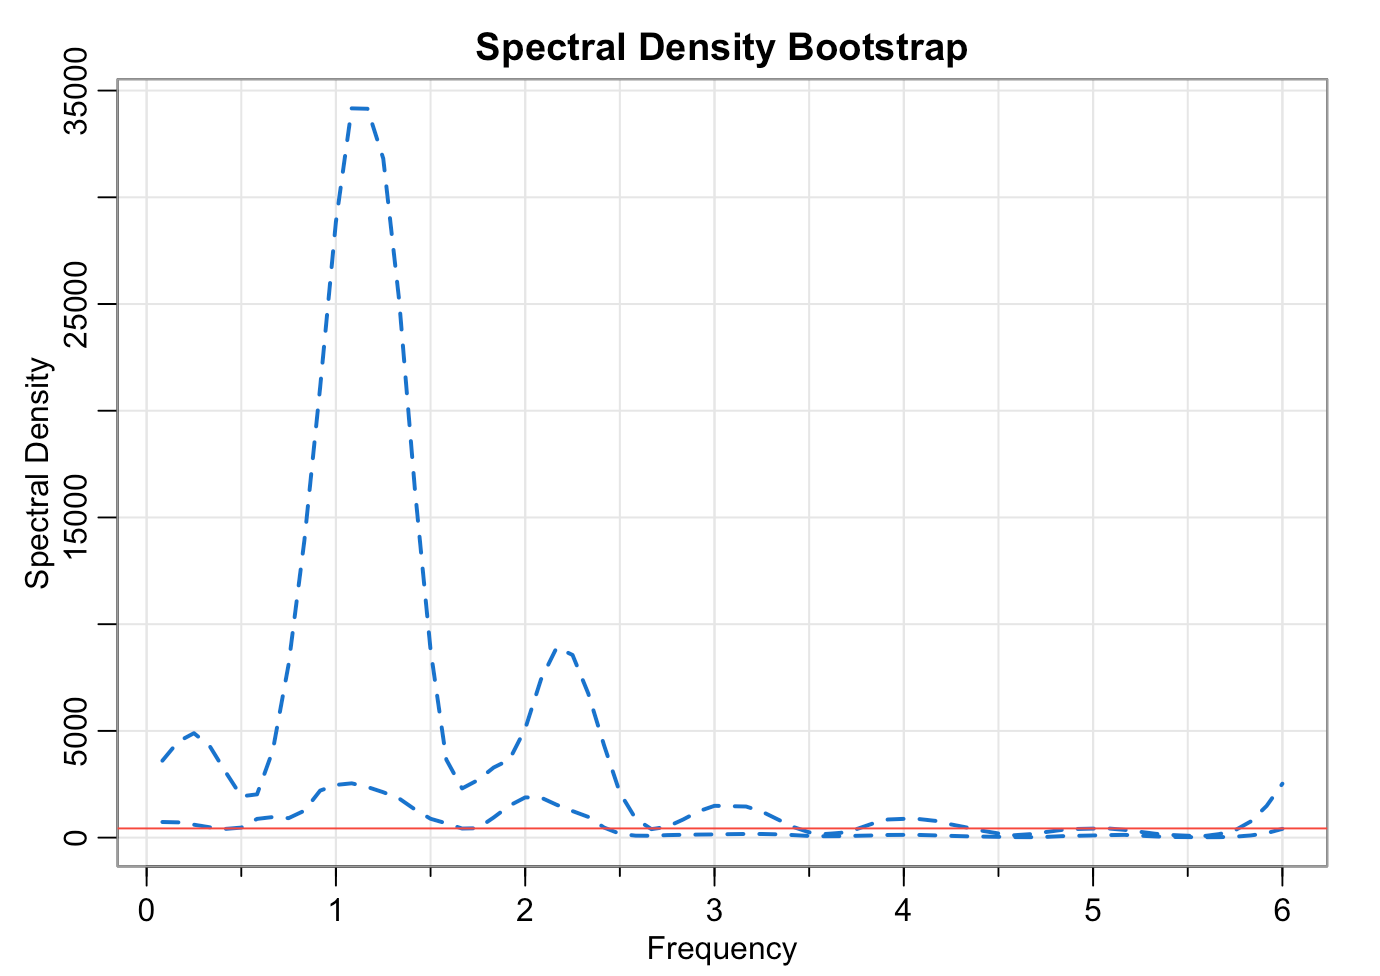 Spectral Density Bootstrap
Spectral Density
35000
25000
15000
5000
0
0 1 2 3 4 5 6
Frequency